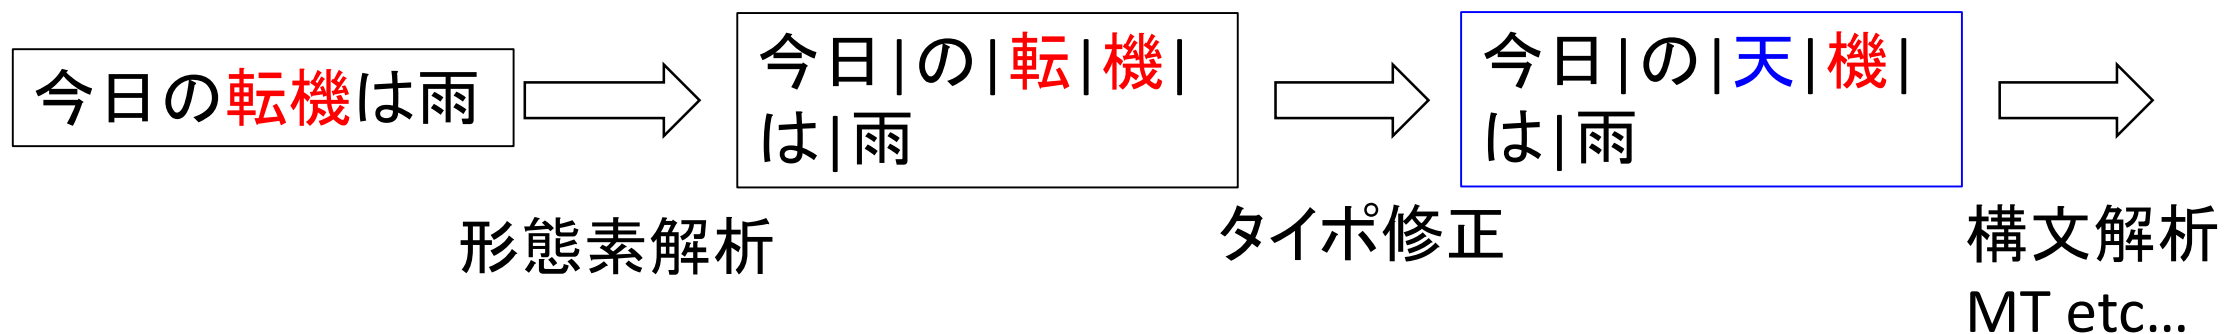 今日の転機は雨
形態素解析
今日|の|転|機|
は|雨
タイポ修正
今日|の|天|機|
は|雨
構文解析
MT etc...